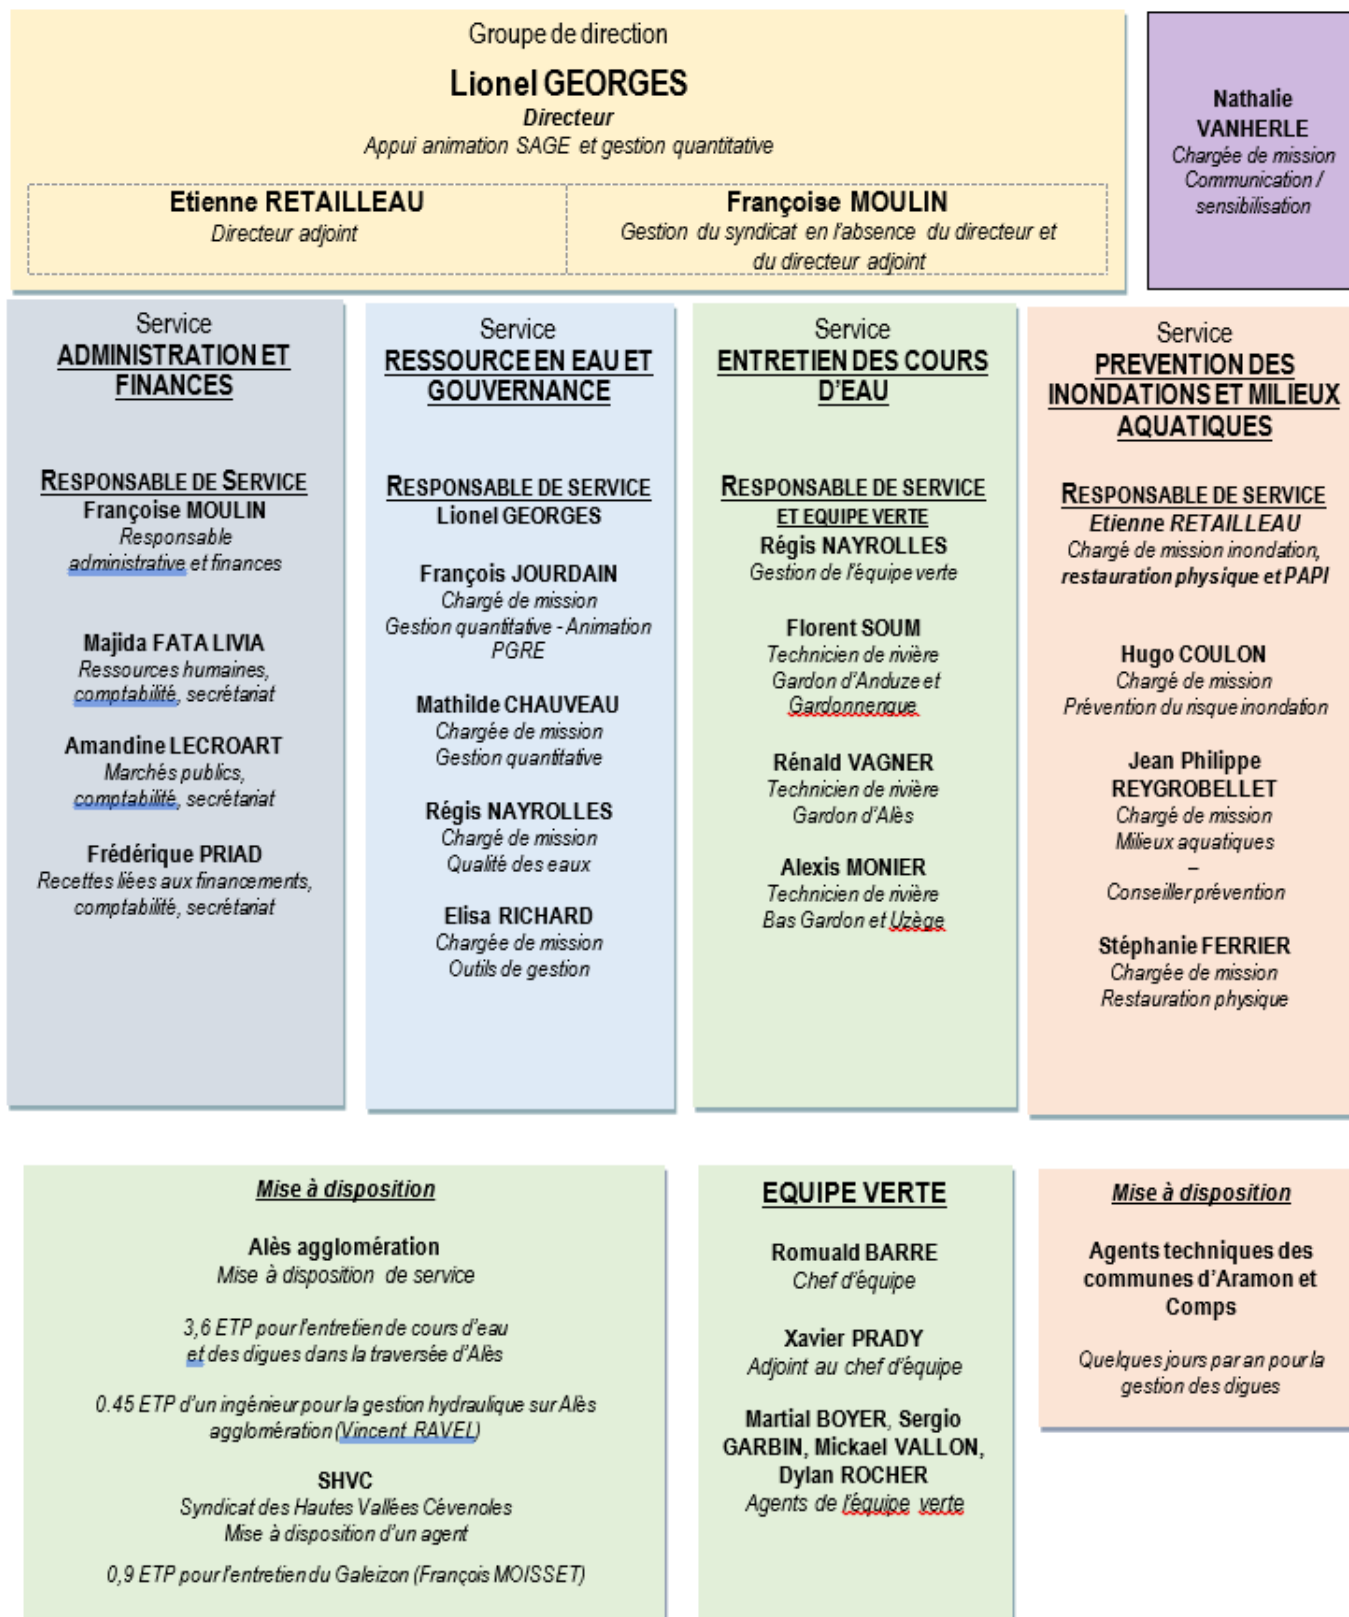 Groupe de direction
Lionel GEORGES
Directeur
Appui animation SAGE et gestion quantitative
Etienne RETAILLEAU
Directeur adjoint
Françoise MOULIN
Gestion du syndicat en l'absence du directeur et
du directeur adjoint
Nathalie
VANHERLE
Chargée de mission
Communication /
sensibilisation
Service
ADMINISTRATION ET
FINANCES
RESPONSABLE DE SERVICE
Françoise MOULIN
Responsable
administrative et finances
Majida FATA LIVIA
Ressources humaines,
comptabilité, secrétariat
Amandine LECROART
Marchés publics,
comptabilité, secrétariat
Frédérique PRIAD
Recettes liées aux financements,
comptabilité, secrétariat
Service
RESSOURCE EN EAU ET
GOUVERNANCE
RESPONSABLE DE SERVICE
Lionel GEORGES
François JOURDAIN
Chargé de mission
Gestion quantitative - Animation
PGRE
Mathilde CHAUVEAU
Chargée de mission
Gestion quantitative
Régis NAYROLLES
Chargé de mission
Qualité des eaux
Elisa RICHARD
Chargée de mission
Outils de gestion
Service
ENTRETIEN DES COURS
D'EAU
RESPONSABLE DE SERVICE
ET EQUIPE VERTE
Régis NAYROLLES
Gestion de l'équipe verte
Florent SOUM
Technicien de rivière
Gardon d'Anduze et
Gardonnenque
Rénald VAGNER
Technicien de rivière
Gardon d'Alès
Alexis MONIER
Technicien de rivière
Bas Gardon et Uzège
Service
PREVENTION DES
INONDATIONS ET MILIEUX
AQUATIQUES
RESPONSABLE DE SERVICE
Etienne RETAILLEAU
Chargé de mission inondation,
restauration physique et PAPI
Hugo COULON
Chargé de mission
Prévention du risque inondation
Jean Philippe
REYGROBELLET
Chargé de mission
Milieux aquatiques
–
Conseiller prévention
Stéphanie FERRIER
Chargée de mission
Restauration physique
Mise à disposition
Alès agglomération
Mise à disposition de service
3,6 ETP pour l'entretien de cours d'eau
et des digues dans la traversée d'Alès
0.45 ETP d'un ingénieur pour la gestion hydraulique sur Alès
agglomération (Vincent RAVEL)
SHVC
Syndicat des Hautes Vallées Cévenoles
Mise à disposition d'un agent
0,9 ETP pour l'entretien du Galeizon (François MOISSET)
EQUIPE VERTE
Romuald BARRE
Chef d'équipe
Xavier PRADY
Adjoint au chef d'équipe
Martial BOYER, Sergio
GARBIN, Mickael VALLON,
Dylan ROCHER
Agents de l'équipe verte
Mise à disposition
Agents techniques des
communes d'Aramon et
Comps
Quelques jours par an pour la
gestion des digues